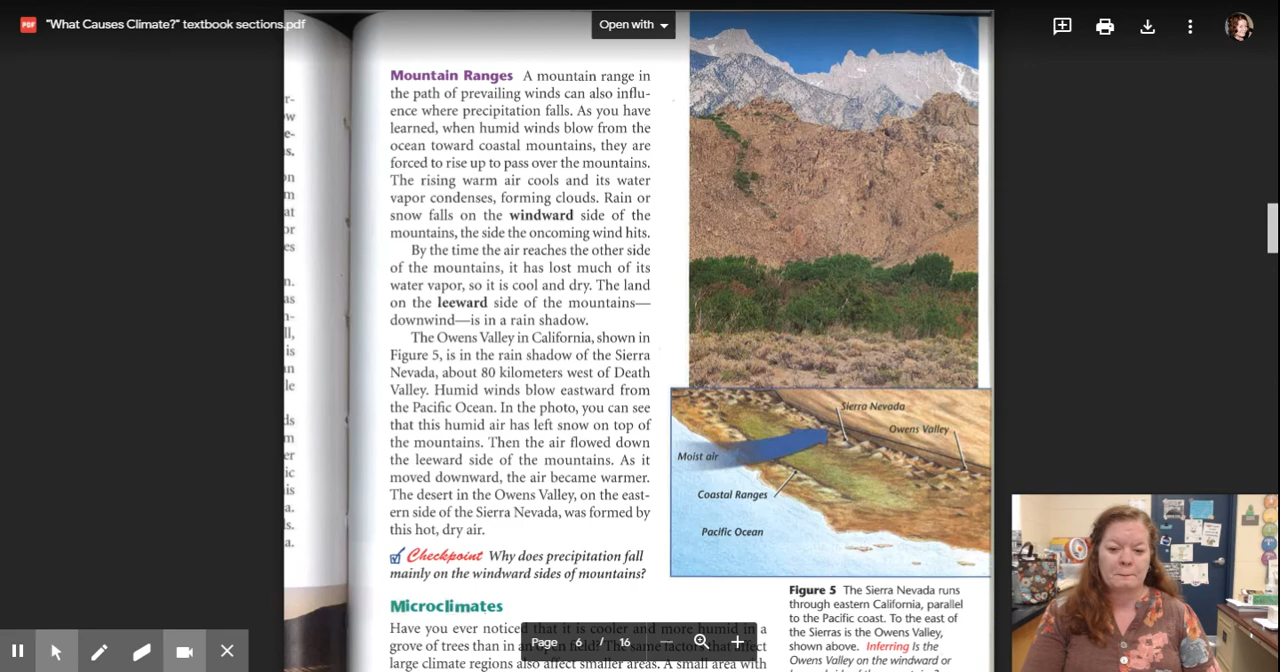 "What Causes Climate?" textbook sections.pdf
Open with
Mountain Ranges A mountain range in
the path of prevailing winds can also influ-
ence where precipitation falls. As you have
learned, when humid winds blow from the
ocean toward coastal mountains, they are
forced to rise up to pass over the mountains.
The rising warm air cools and its water
vapor condenses, forming clouds. Rain or
snow falls on the windward side of the
mountains, the side the oncoming wind hits.
By the time the air reaches the other side
of the mountains, it has lost much of its
water vapor, so it is cool and dry. The land
on the leeward side of the mountains—
downwind—is in a rain shadow.
The Owens Valley in California, shown in
Figure 5, is in the rain shadow of the Sierra
Nevada, about 80 kilometers west of Death
Valley. Humid winds blow eastward from
the Pacific Ocean. In the photo, you can see
that this humid air has left snow on top of
the mountains. Then the air flowed down
the leeward side of the mountains. As it
moved downward, the air became warmer.
The desert in the Owens Valley, on the east-
ern side of the Sierra Nevada, was formed by
this hot, dry air.
Checkpoint Why does precipitation fall
mainly on the windward sides of mountains?
Microclimates
Have you ever noticed that it is cooler and more humid in a
grove of trees than in an open field? The same factors that affect
large climate regions also affect smaller areas. A small area with
Sierra Nevada
Owens Valley
Moist air
Coastal Ranges
Pacific Ocean
Figure 5 The Sierra Nevada runs
through eastern California, parallel
to the Pacific coast. To the east of
the Sierras is the Owens Valley,
shown above. Inferring Is the
Owens Valley on the windward or
Page 6 / 16